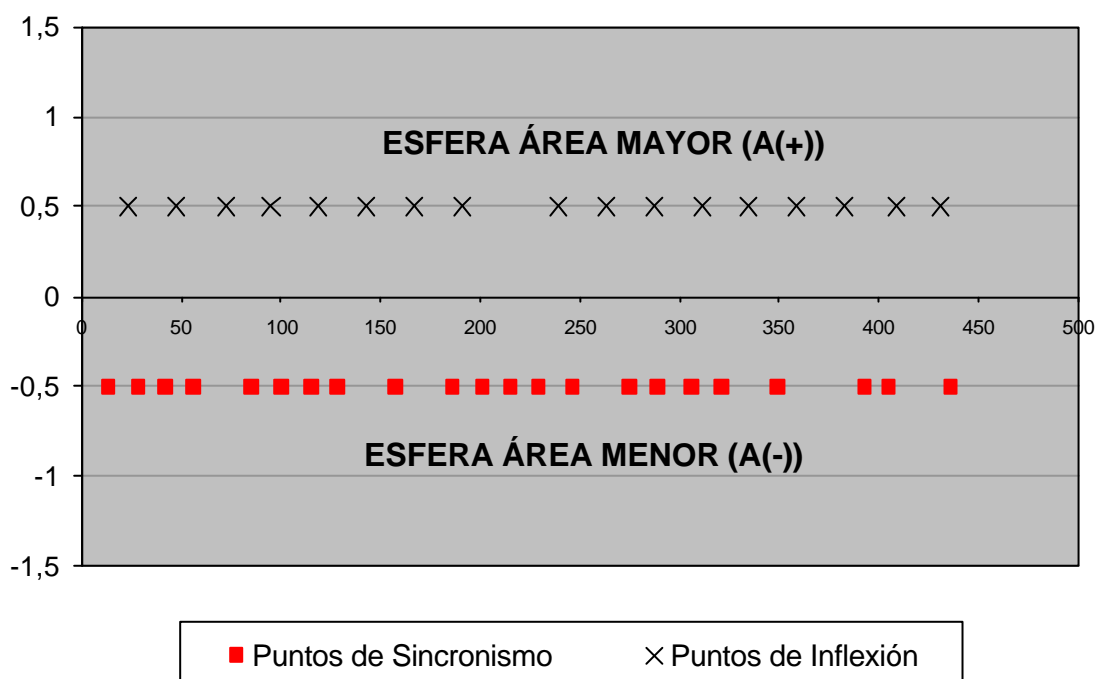 1,5
1
ESFERA ÁREA MAYOR (A(+))
0,5
0
0 50 100 150 200 250 300 350 400 450 500
-0,5
ESFERA ÁREA MENOR (A(-))
-1
-1,5
Puntos de Sincronismo Puntos de Inflexión